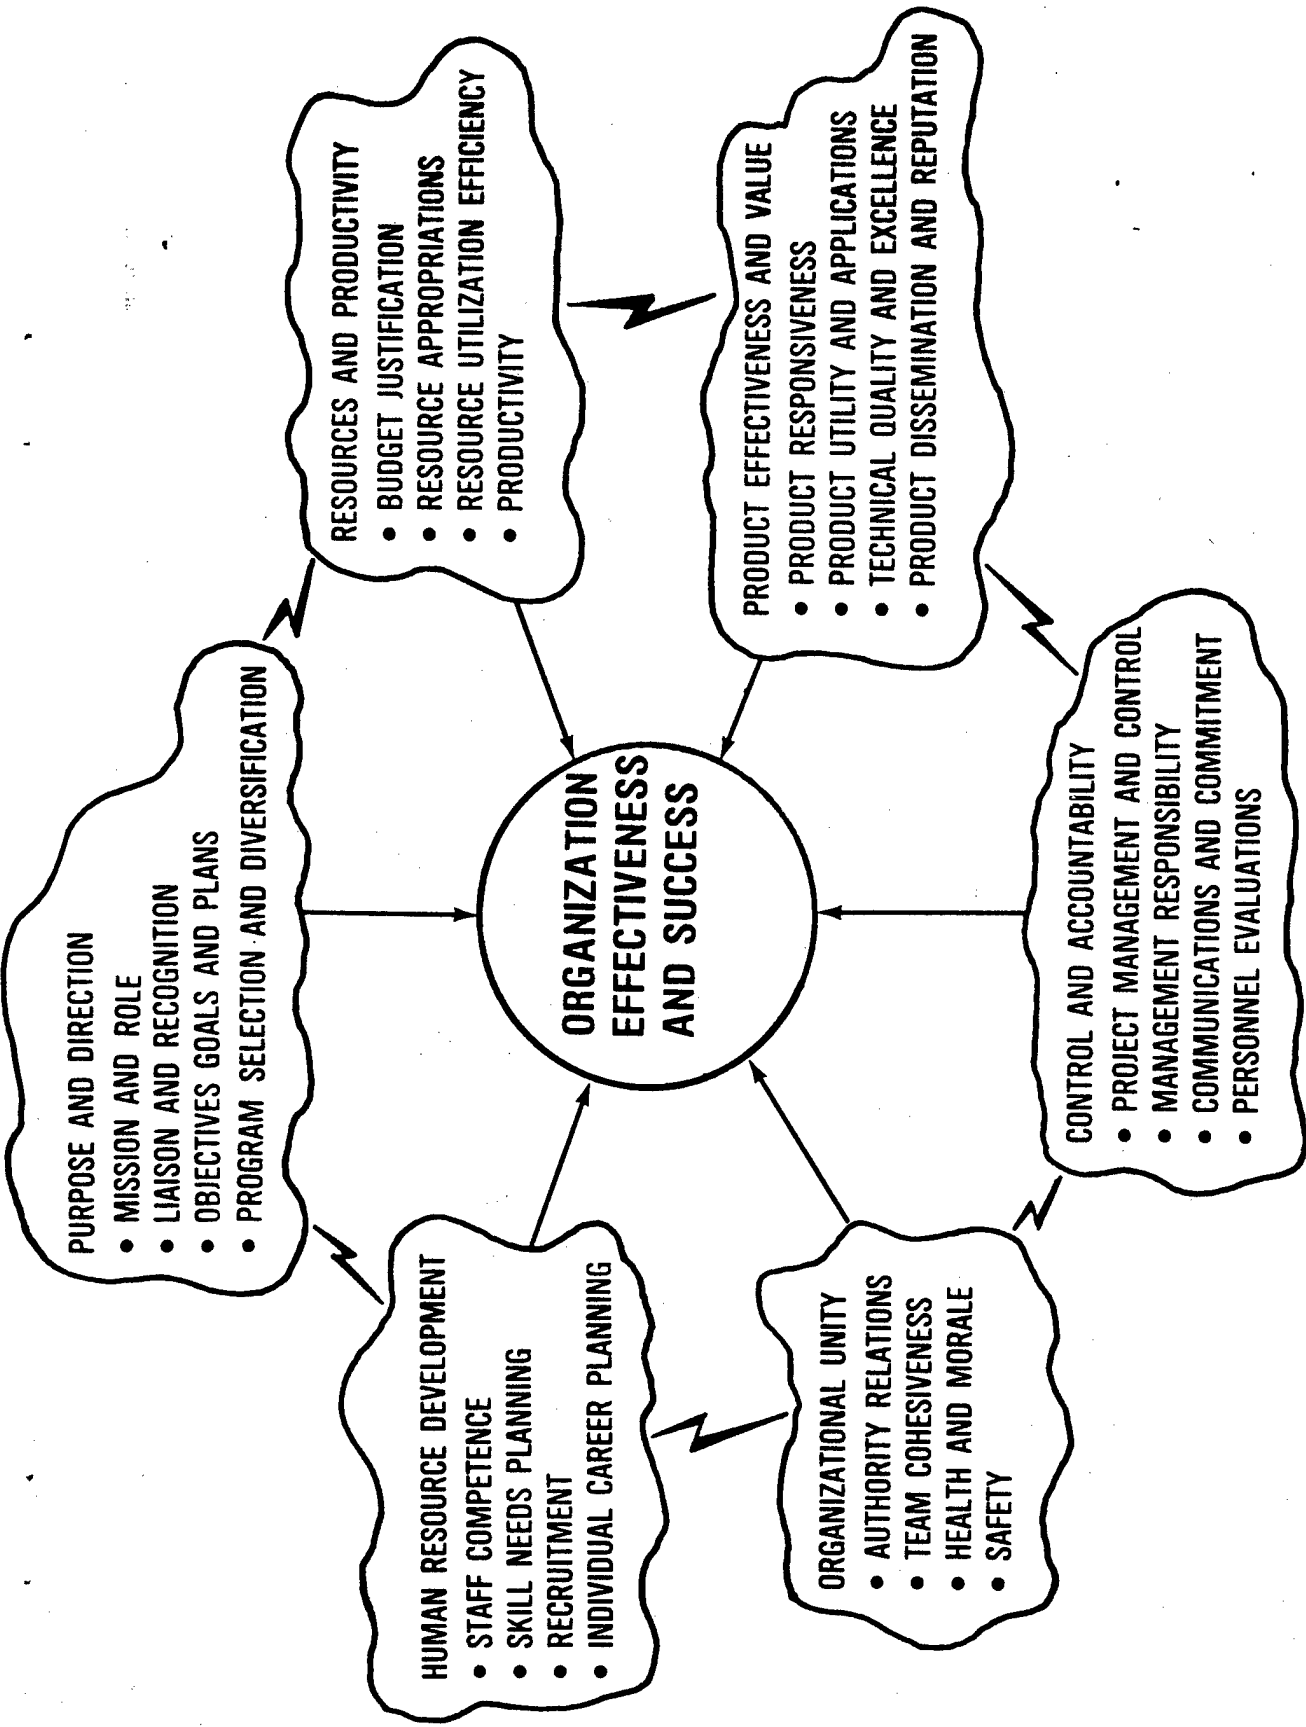 PURPOSE AND DIRECTION
• MISSION AND ROLE
• LIAISON AND RECOGNITION
• OBJECTIVES GOALS AND PLANS
• PROGRAM SELECTION AND DIVERSIFICATION
RESOURCES AND PRODUCTIVITY
• BUDGET JUSTIFICATION
• RESOURCE APPROPRIATIONS
• RESOURCE UTILIZATION EFFICIENCY
• PRODUCTIVITY
PRODUCT EFFECTIVENESS AND VALUE
• PRODUCT RESPONSIVENESS
• PRODUCT UTILITY AND APPLICATIONS
• TECHNICAL QUALITY AND EXCELLENCE
• PRODUCT DISSEMINATION AND REPUTATION
CONTROL AND ACCOUNTABILITY
• PROJECT MANAGEMENT AND CONTROL
• MANAGEMENT RESPONSIBILITY
• COMMUNICATIONS AND COMMITMENT
• PERSONNEL EVALUATIONS
ORGANIZATIONAL UNITY
• AUTHORITY RELATIONS
• TEAM COHESIVENESS
• HEALTH AND MORALE
• SAFETY
HUMAN RESOURCE DEVELOPMENT
• STAFF COMPETENCE
• SKILL NEEDS PLANNING
• RECRUITMENT
• INDIVIDUAL CAREER PLANNING
ORGANIZATION
EFFECTIVENESS
AND SUCCESS